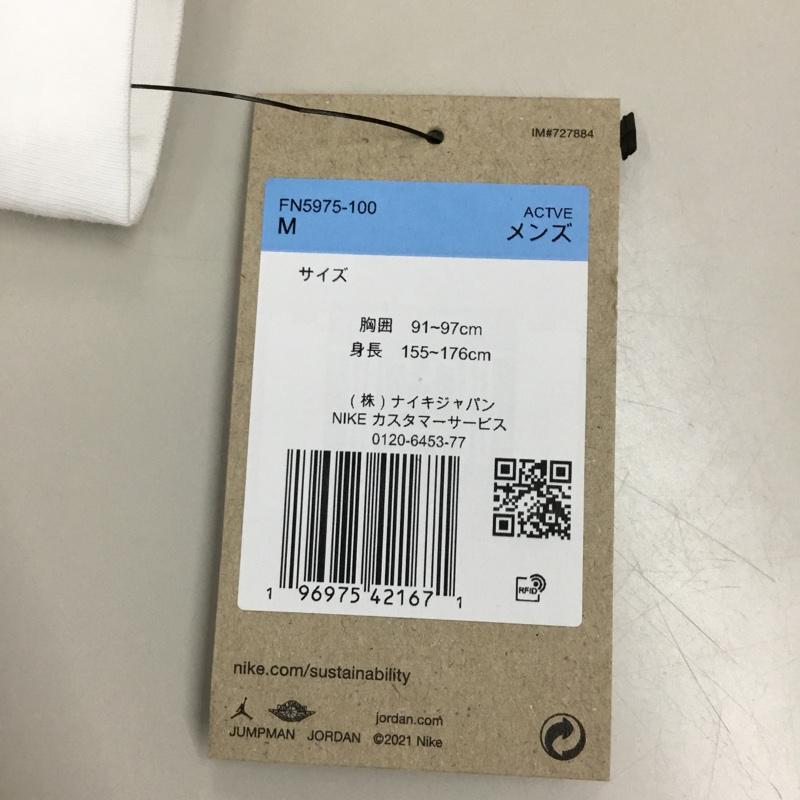 IM#727884
FN5975-100
ACTVE
M
メンズ
サイズ
胸囲 91~97cm
身長 155~176cm
(株)ナイキジャパン
NIKE カスタマーサービス
0120-6453-77
1 96975 42167 1
RFID
nike.com/sustainability
jordan.com
JUMPMAN JORDAN ©2021 Nike